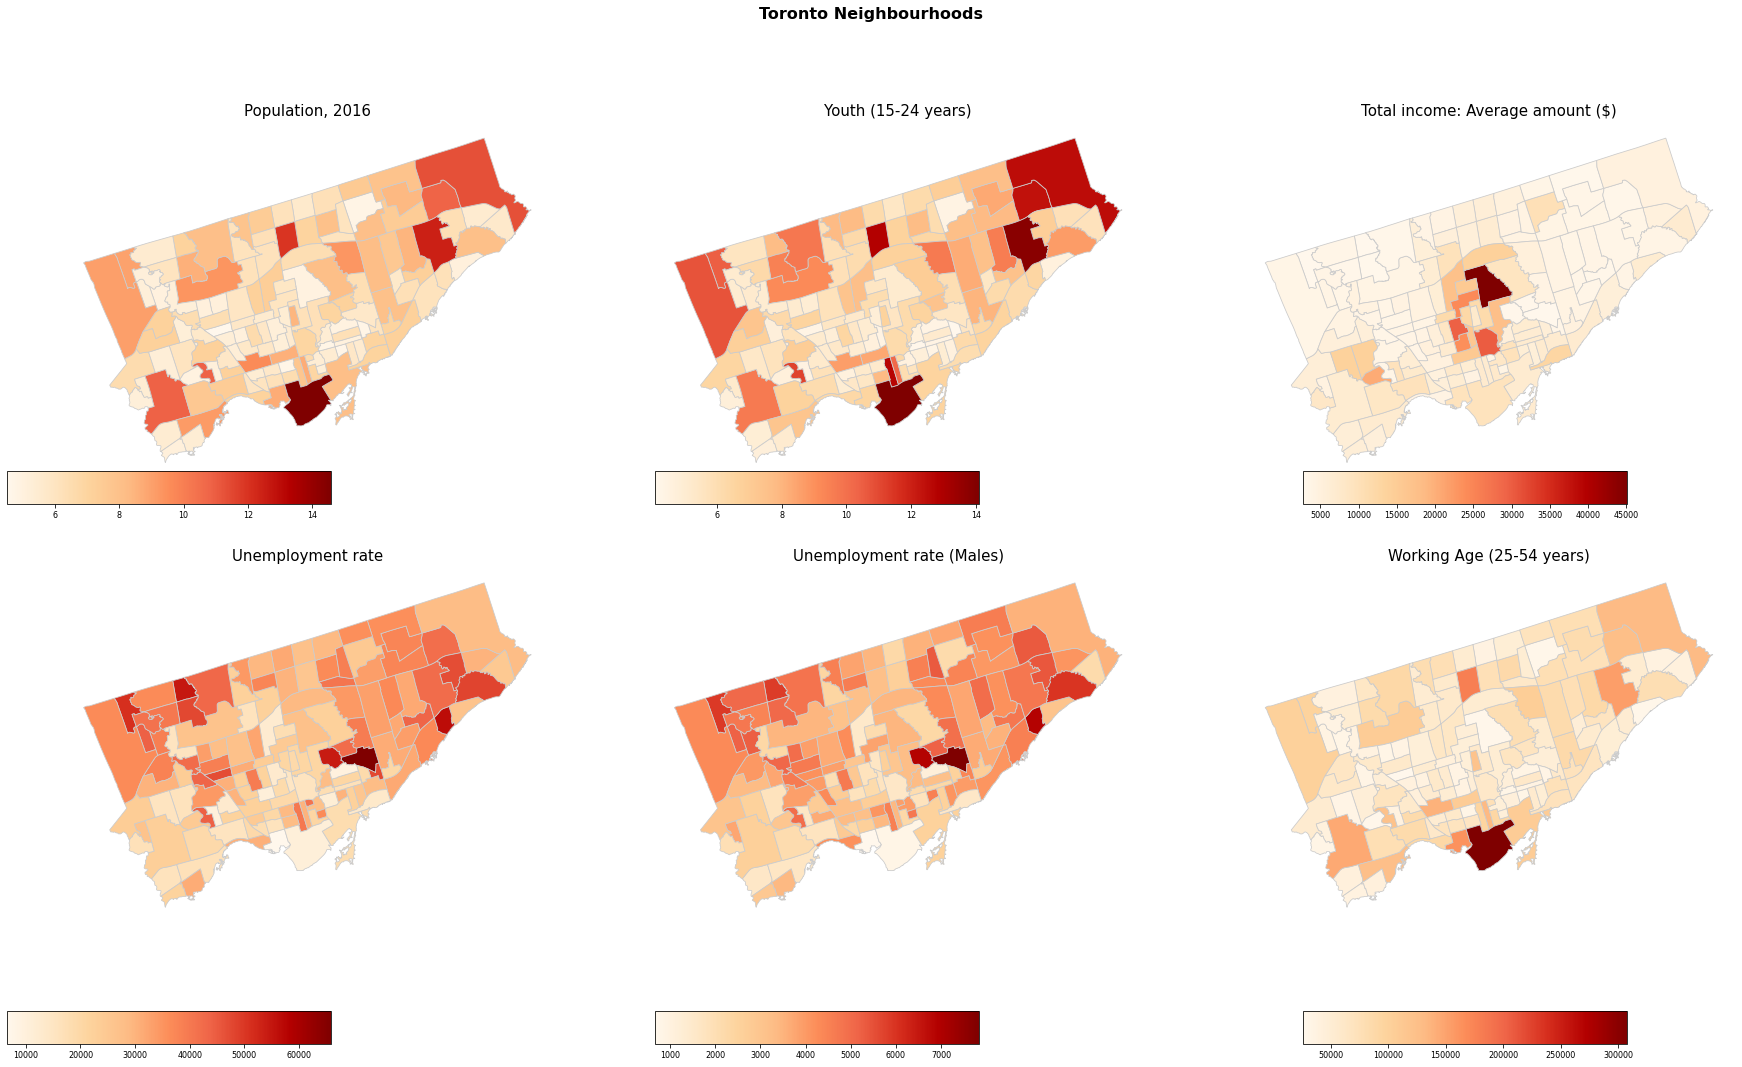 Toronto Neighbourhoods
Population, 2016
Youth (15-24 years)
Total income: Average amount ($)
6 8 10 12 14
6 8 10 12 14
5000 10000 15000 20000 25000 30000 35000 40000 45000
Unemployment rate
Unemployment rate (Males)
Working Age (25-54 years)
10000 20000 30000 40000 50000 60000
1000 2000 3000 4000 5000 6000 7000
50000 100000 150000 200000 250000 300000